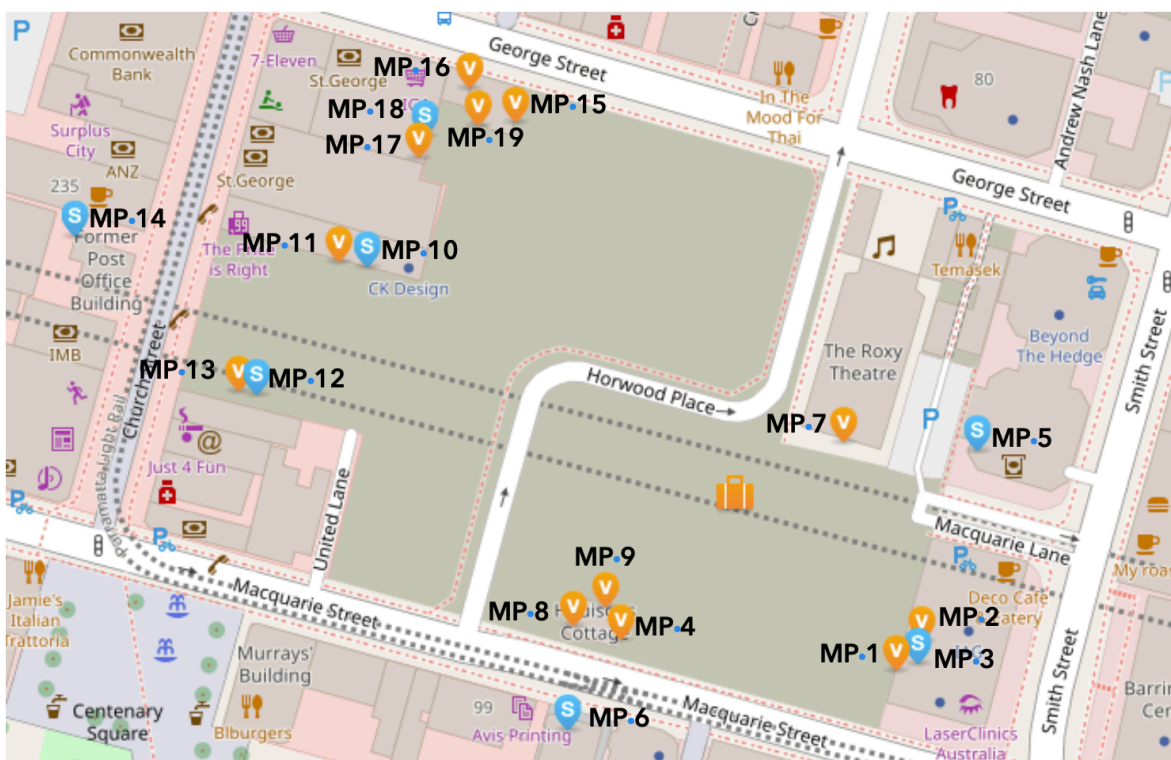 P
Commonwealth
Bank
7-Eleven
St.George
MP.16
George Street
80
Andrew Nash Lane
P
Surplus
City
MP.18
S
V
V
V
MP.15
In The
Mood For
Thai
ANZ
MP.17
V
MP.19
St.George
235
George Street
S
MP.14
Former
Post
Office
Building
MP.11
V
S
MP.10
is Right
CK Design
P
Temasek
Beyond
The Hedge
Smith Street
IMB
Church Street
MP.13
V
S
MP.12
The Roxy
Theatre
Horwood Place
Parramatta Light Rail
@
Just 4 Fun
MP.7
V
P
S
MP.5
P
United Lane
P
Macquarie Lane
P
My roa
Jamie's
Italian
Trattoria
Macquarie Street
MP.9
V
MP.8
V
Cottage
V
MP.4
Deco Cafe
V
MP.2
MP.1
V
S
MP.3
Smith Street
Murrays'
Building
Centenary
Square
Blburgers
99
Avis Printing
S
MP.6
Macquarie Street
LaserClinics
Australia
Barrin
Cen